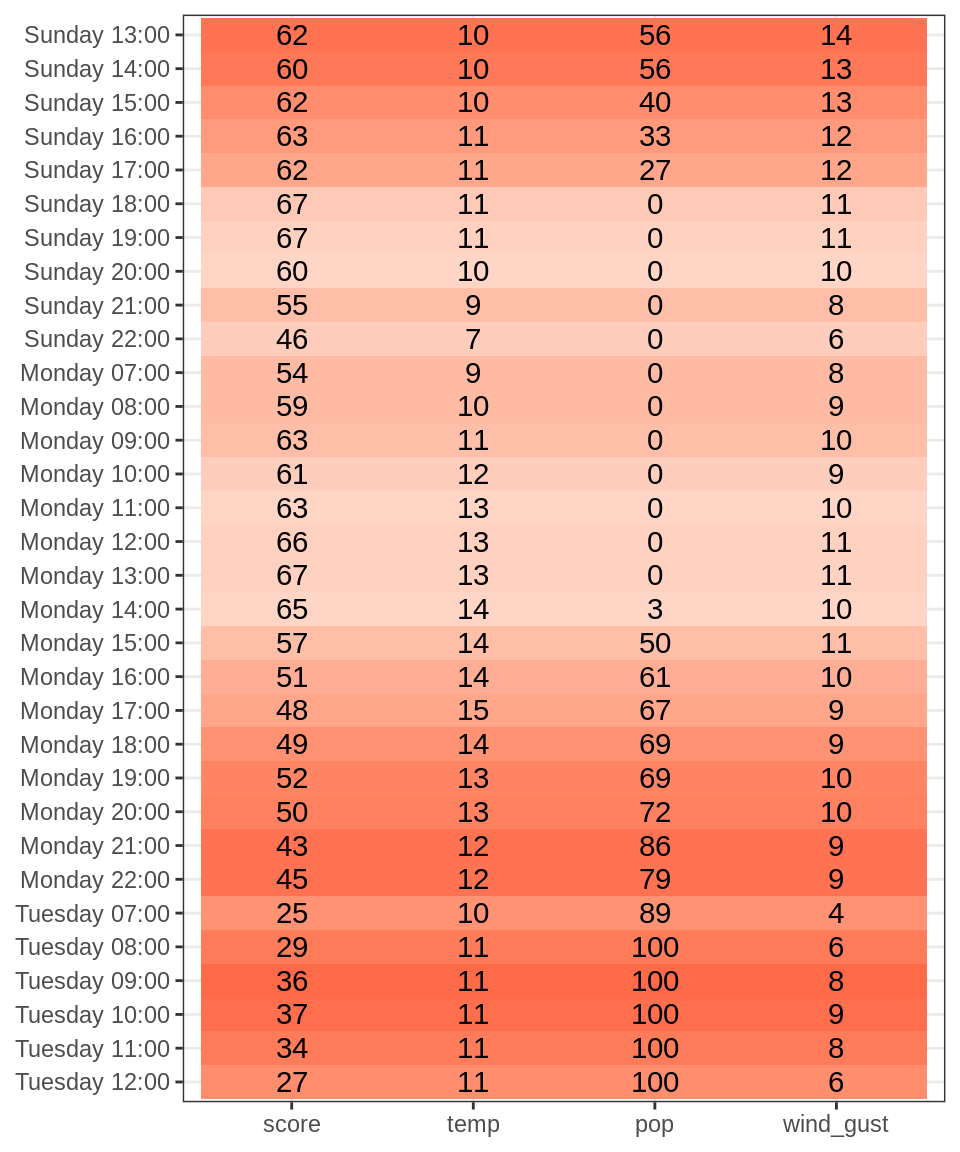 Sunday 13:00 62 10 56 14
Sunday 14:00 60 10 56 13
Sunday 15:00 62 10 40 13
Sunday 16:00 63 11 33 12
Sunday 17:00 62 11 27 12
Sunday 18:00 67 11 0 11
Sunday 19:00 67 11 0 11
Sunday 20:00 60 10 0 10
Sunday 21:00 55 9 0 8
Sunday 22:00 46 7 0 6
Monday 07:00 54 9 0 8
Monday 08:00 59 10 0 9
Monday 09:00 63 11 0 10
Monday 10:00 61 12 0 9
Monday 11:00 63 13 0 10
Monday 12:00 66 13 0 11
Monday 13:00 67 13 0 11
Monday 14:00 65 14 3 10
Monday 15:00 57 14 50 11
Monday 16:00 51 14 61 10
Monday 17:00 48 15 67 9
Monday 18:00 49 14 69 9
Monday 19:00 52 13 69 10
Monday 20:00 50 13 72 10
Monday 21:00 43 12 86 9
Monday 22:00 45 12 79 9
Tuesday 07:00 25 10 89 4
Tuesday 08:00 29 11 100 6
Tuesday 09:00 36 11 100 8
Tuesday 10:00 37 11 100 9
Tuesday 11:00 34 11 100 8
Tuesday 12:00 27 11 100 6
score temp pop wind_gust